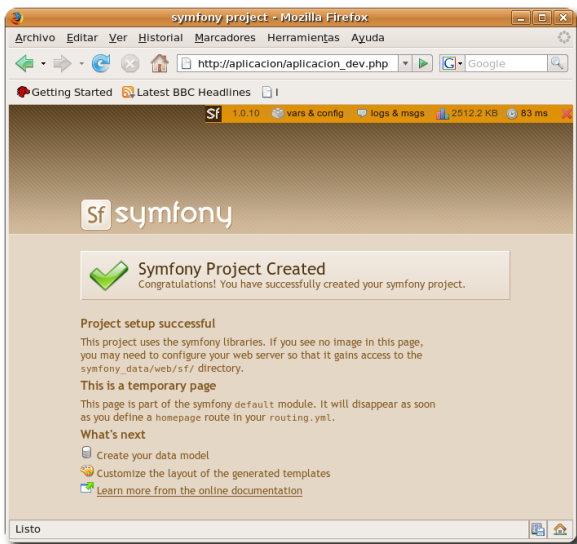 symfony project - Mozilla Firefox
Archivo Editar Ver Historial Marcadores Herramientas Ayuda
http://aplicacion/aplicacion_dev.php G Google
Getting Started Latest BBC Headlines I
Sf 1.0.10 vars & config logs & msgs 2512.2 KB 83 ms
Sf symfony
Symfony Project Created
Congratulations! You have successfully created your symfony project.
Project setup successful
This project uses the symfony libraries. If you see no image in this page,
you may need to configure your web server so that it gains access to the
symfony_data/web/sf/ directory.
This is a temporary page
This page is part of the symfony default module. It will disappear as soon
as you define a homepage route in your routing.yml.
What's next
Create your data model
Customize the layout of the generated templates
Learn more from the online documentation
Listo